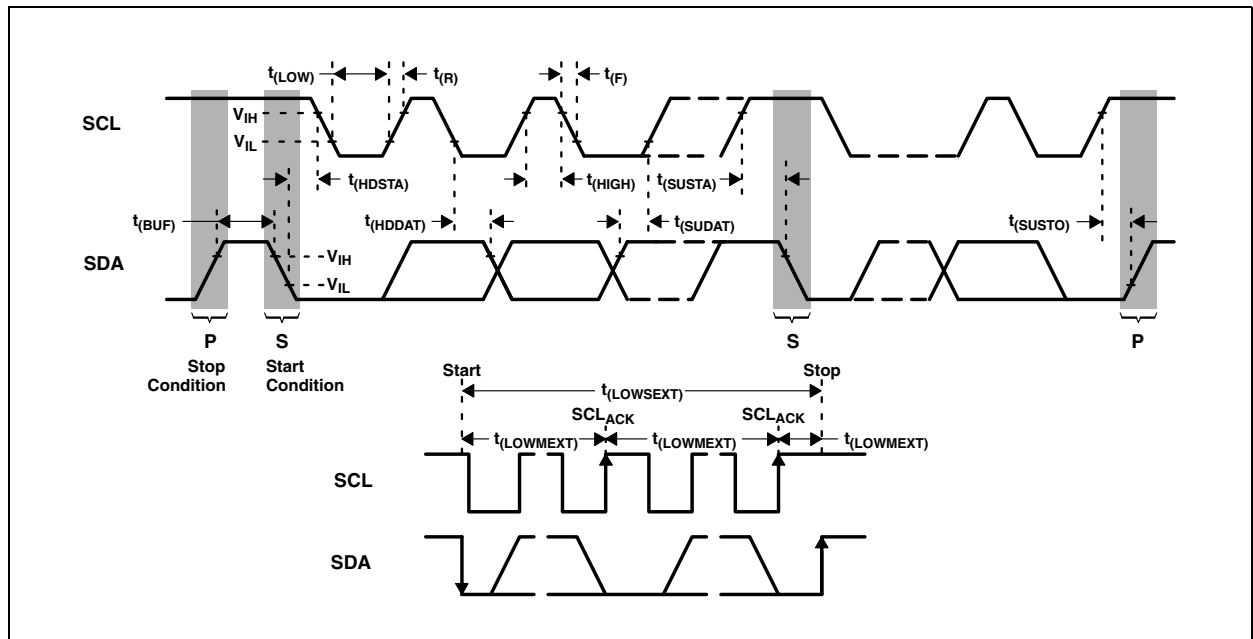 t(LOW)
t(R)
t(F)
SCL
VIH
VIL
t(HDSTA)
t(HIGH)
t(SUSTA)
t(BUF)
t(HDDAT)
t(SUDAT)
t(SUSTO)
SDA
VIH
VIL
P
S
S
P
Stop
Condition
Start
Condition
Start
Stop
t(LOWSEXT)
SCLACK
SCLACK
t(LOWMEXT)
t(LOWMEXT)
t(LOWMEXT)
SCL
SDA